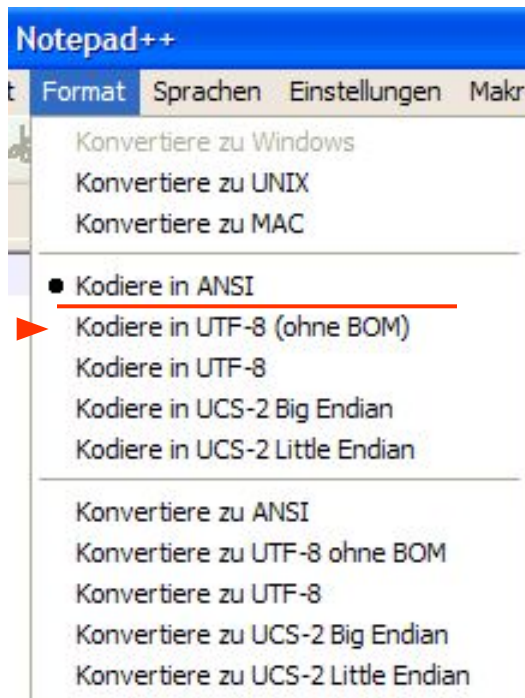 Notepad++
t Format Sprachen Einstellungen Makr
Konvertiere zu Windows
Konvertiere zu UNIX
Konvertiere zu MAC
Kodiere in ANSI
Kodiere in UTF-8 (ohne BOM)
Kodiere in UTF-8
Kodiere in UCS-2 Big Endian
Kodiere in UCS-2 Little Endian
Konvertiere zu ANSI
Konvertiere zu UTF-8 ohne BOM
Konvertiere zu UTF-8
Konvertiere zu UCS-2 Big Endian
Konvertiere zu UCS-2 Little Endian